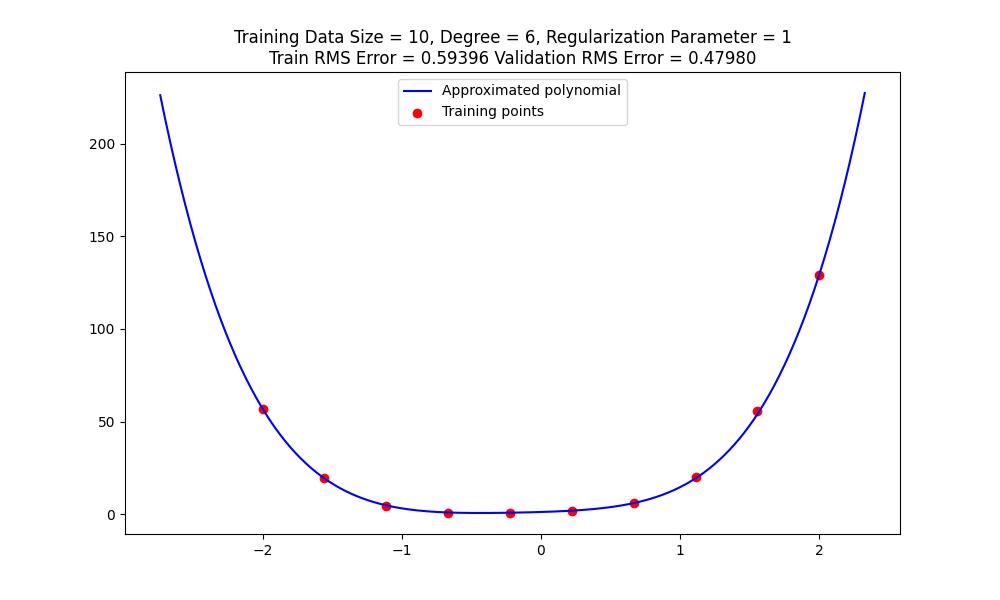 Training Data Size = 10, Degree = 6, Regularization Parameter = 1
Train RMS Error = 0.59396 Validation RMS Error = 0.47980
Approximated polynomial
Training points
200
150
100
50
0
−2
−1
0
1
2